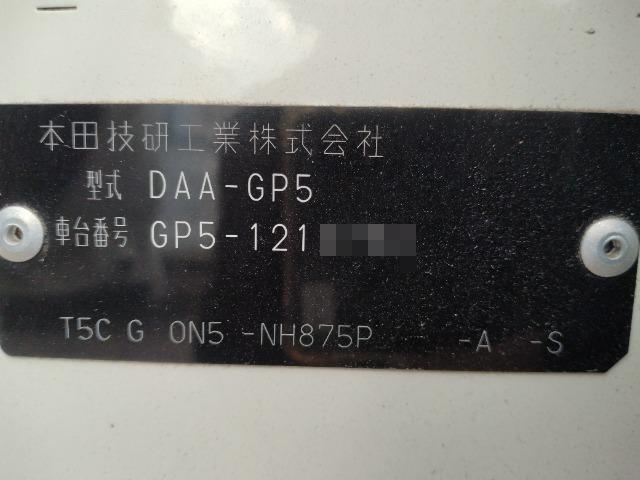 本田技研工業株式会社
型式 DAA-GP5
車台番号 GP5-121
T5C G ON5 -NH875P -A -S